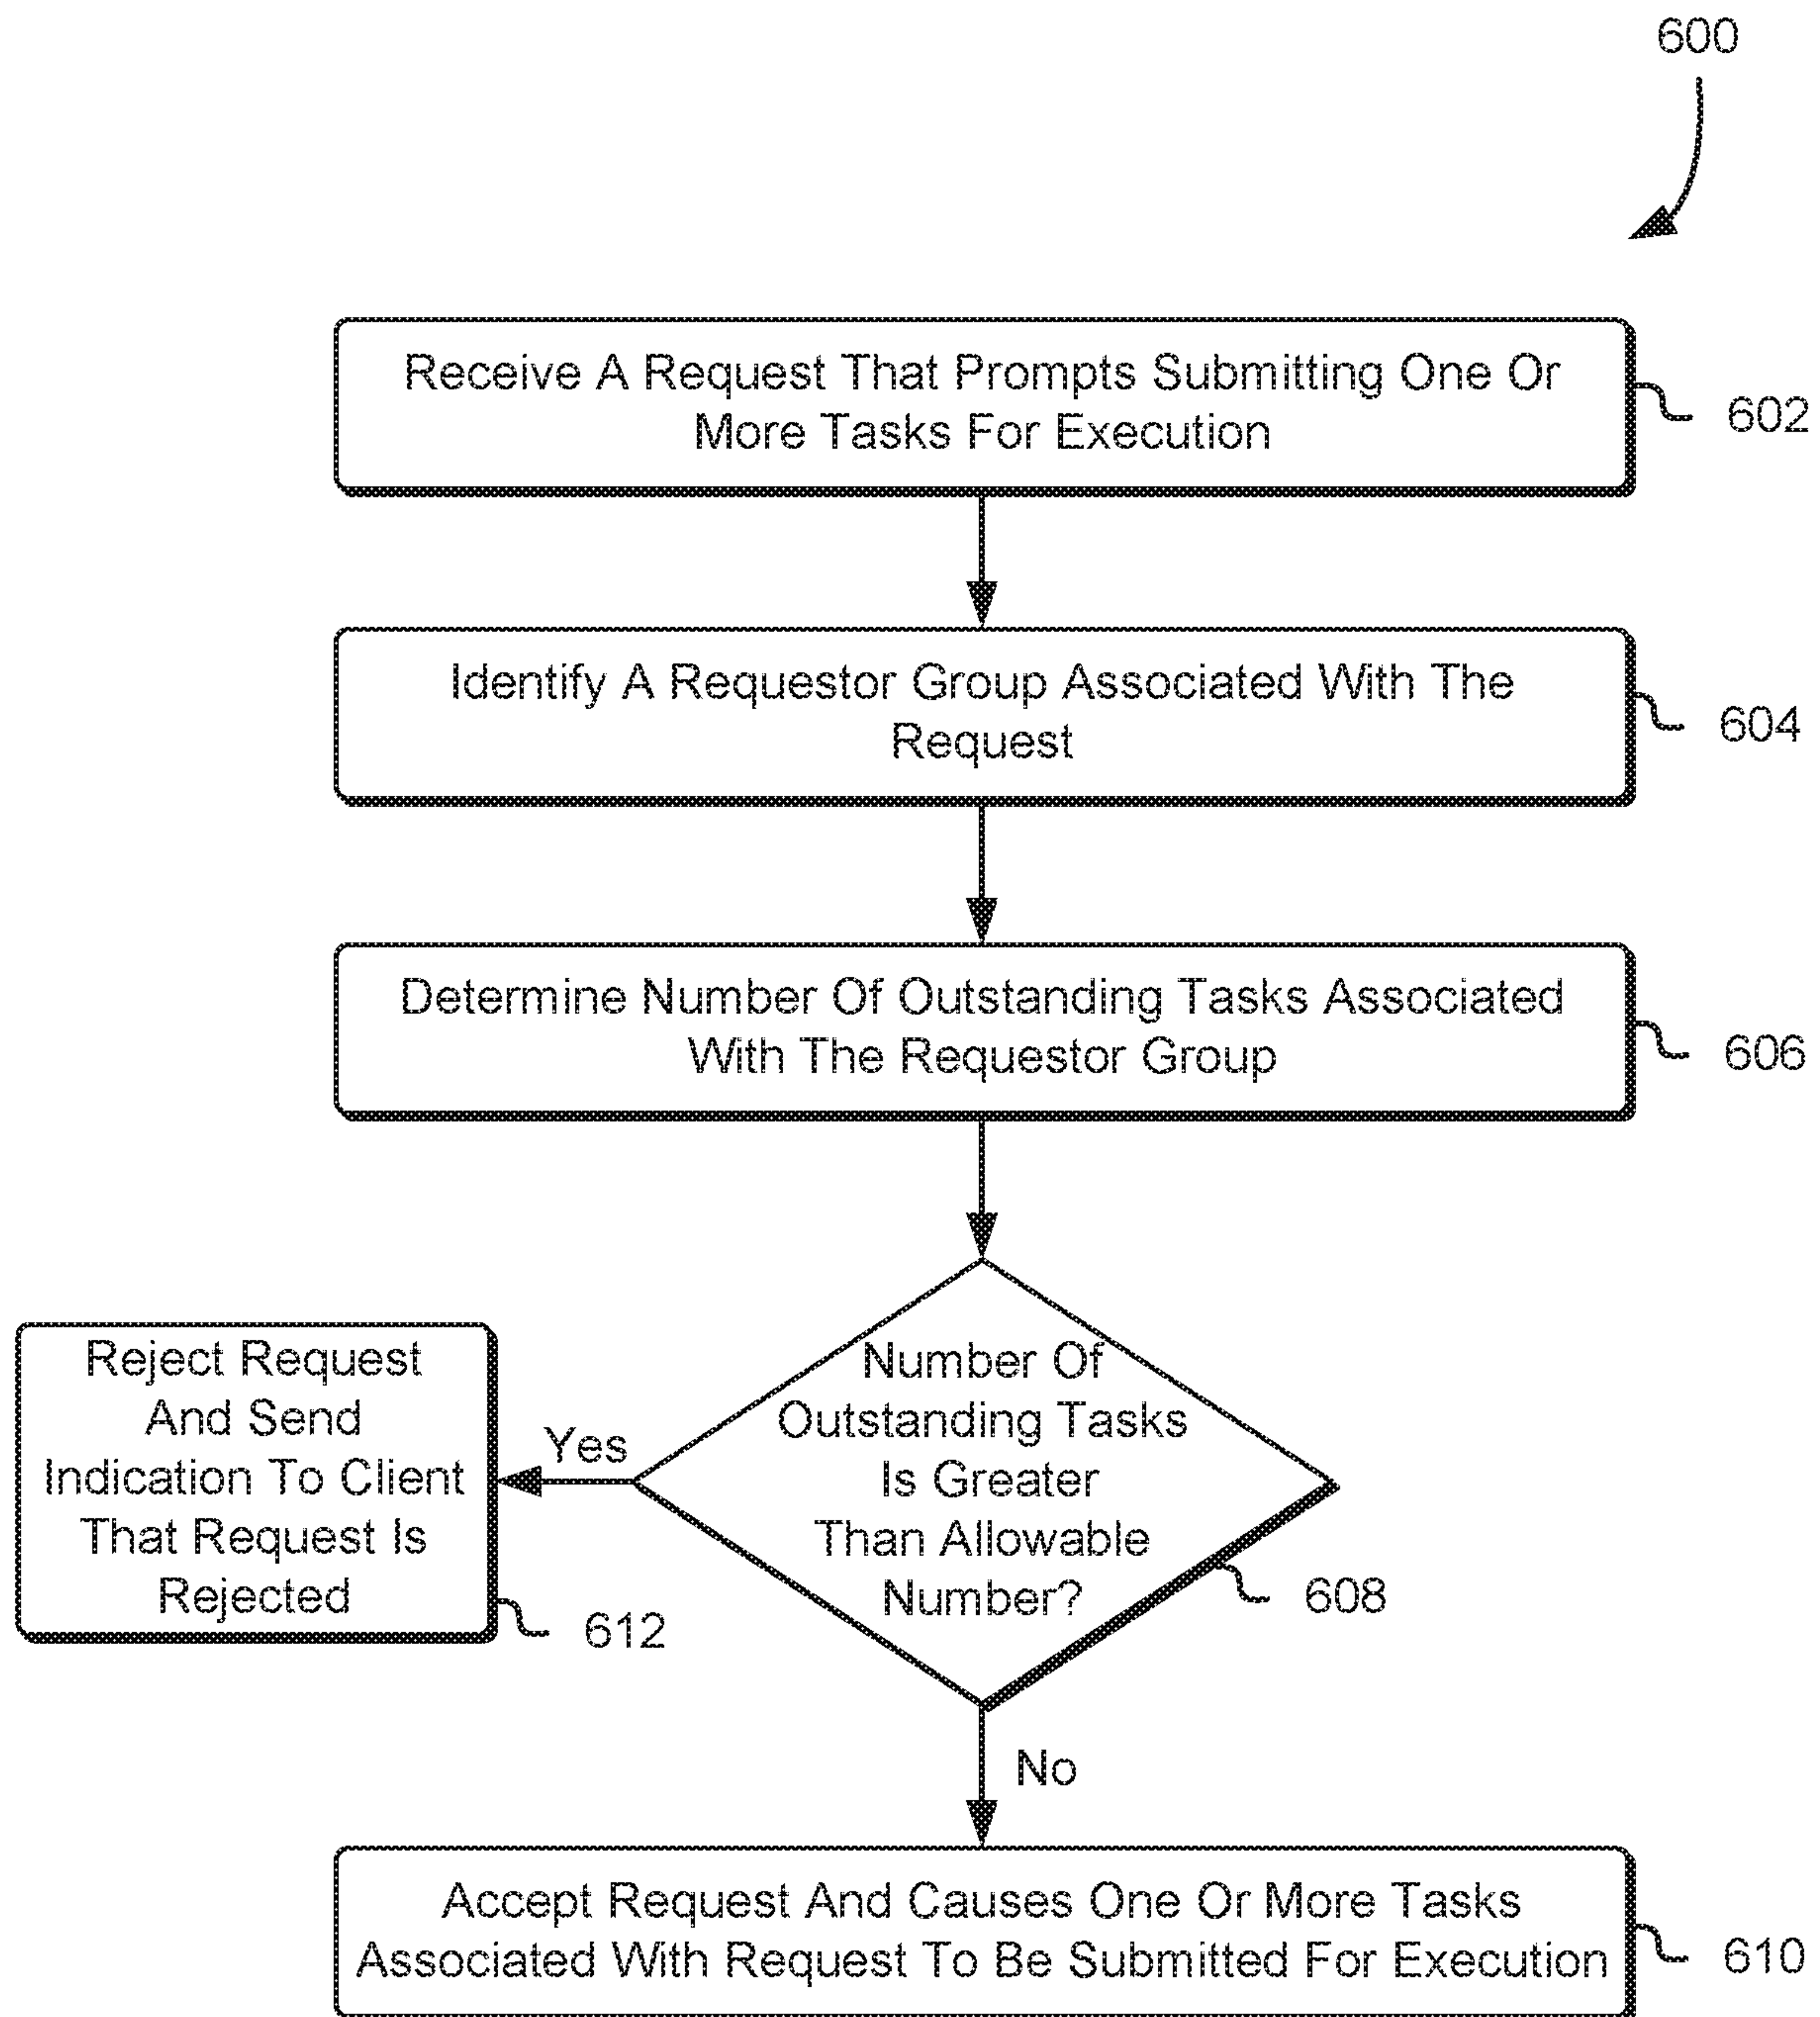 600
Receive A Request That Prompts Submitting One Or
More Tasks For Execution
602
Identify A Requestor Group Associated With The
Request
604
Determine Number Of Outstanding Tasks Associated
With The Requestor Group
606
Number Of
Outstanding Tasks
Is Greater
Than Allowable
Number?
608
Yes
Reject Request
And Send
Indication To Client
That Request Is
Rejected
612
No
Accept Request And Causes One Or More Tasks
Associated With Request To Be Submitted For Execution
610